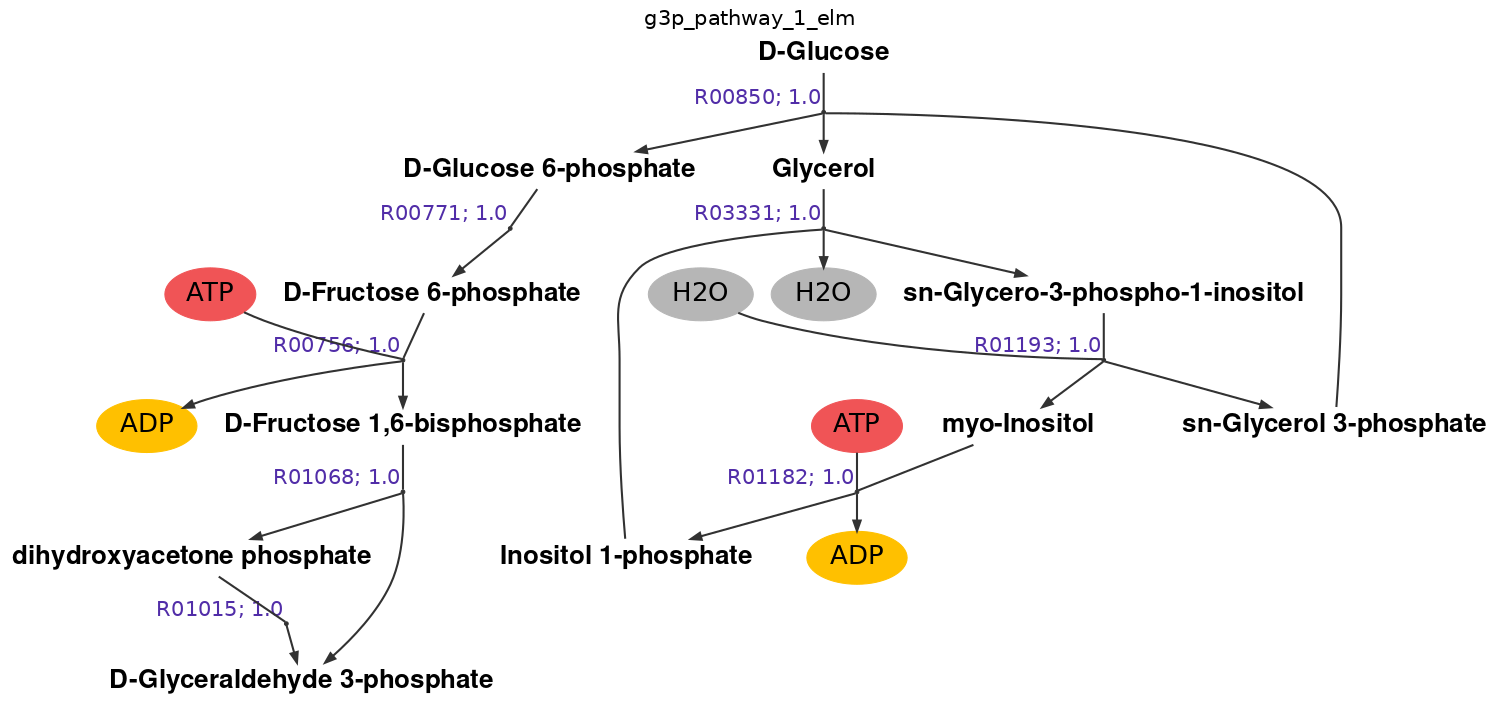 g3p_pathway_1_elm
D-Glucose
R00850; 1.0
D-Glucose 6-phosphate
Glycerol
R00771; 1.0
R03331; 1.0
ATP
D-Fructose 6-phosphate
H2O
H2O
sn-Glycero-3-phospho-1-inositol
R00756; 1.0
R01193; 1.0
ADP
D-Fructose 1,6-bisphosphate
ATP
myo-Inositol
sn-Glycerol 3-phosphate
R01068; 1.0
R01182; 1.0
dihydroxyacetone phosphate
Inositol 1-phosphate
ADP
R01015; 1.0
D-Glyceraldehyde 3-phosphate